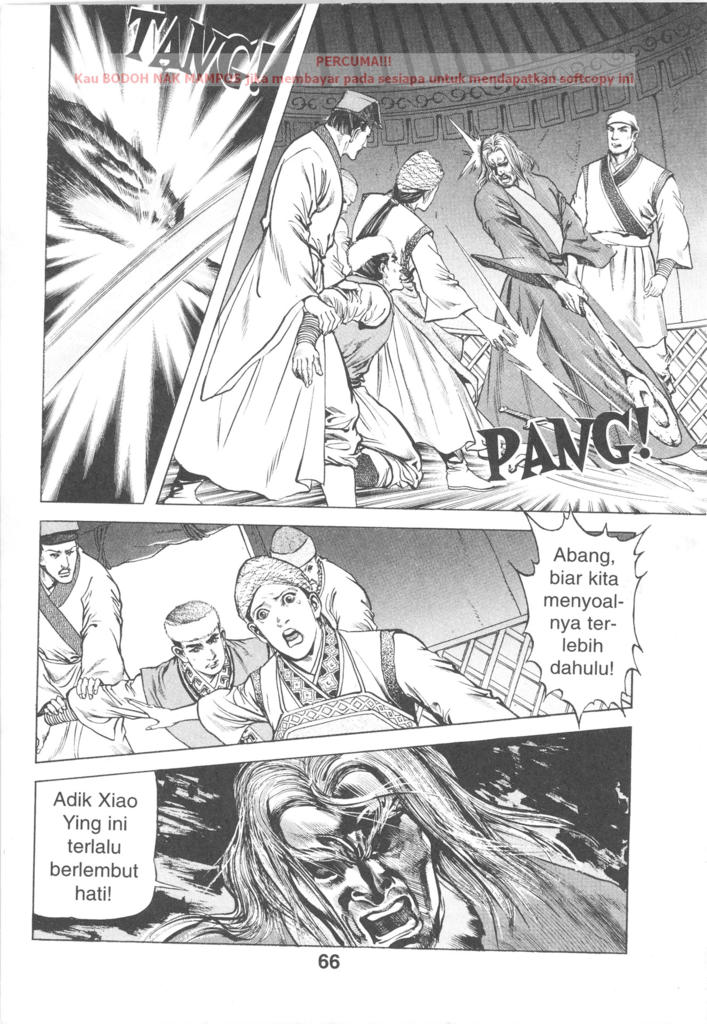 TANG!
PERCUMA!!!
Kau BODOH NAK MAMPOS jika membayar pada sesiapa untuk mendapatkan softcopy ini
PANG!
Abang,
biar kita
menyoal-
nya ter-
lebih
dahulu!
Adik Xiao
Ying ini
terlalu
berlembut
hati!
66